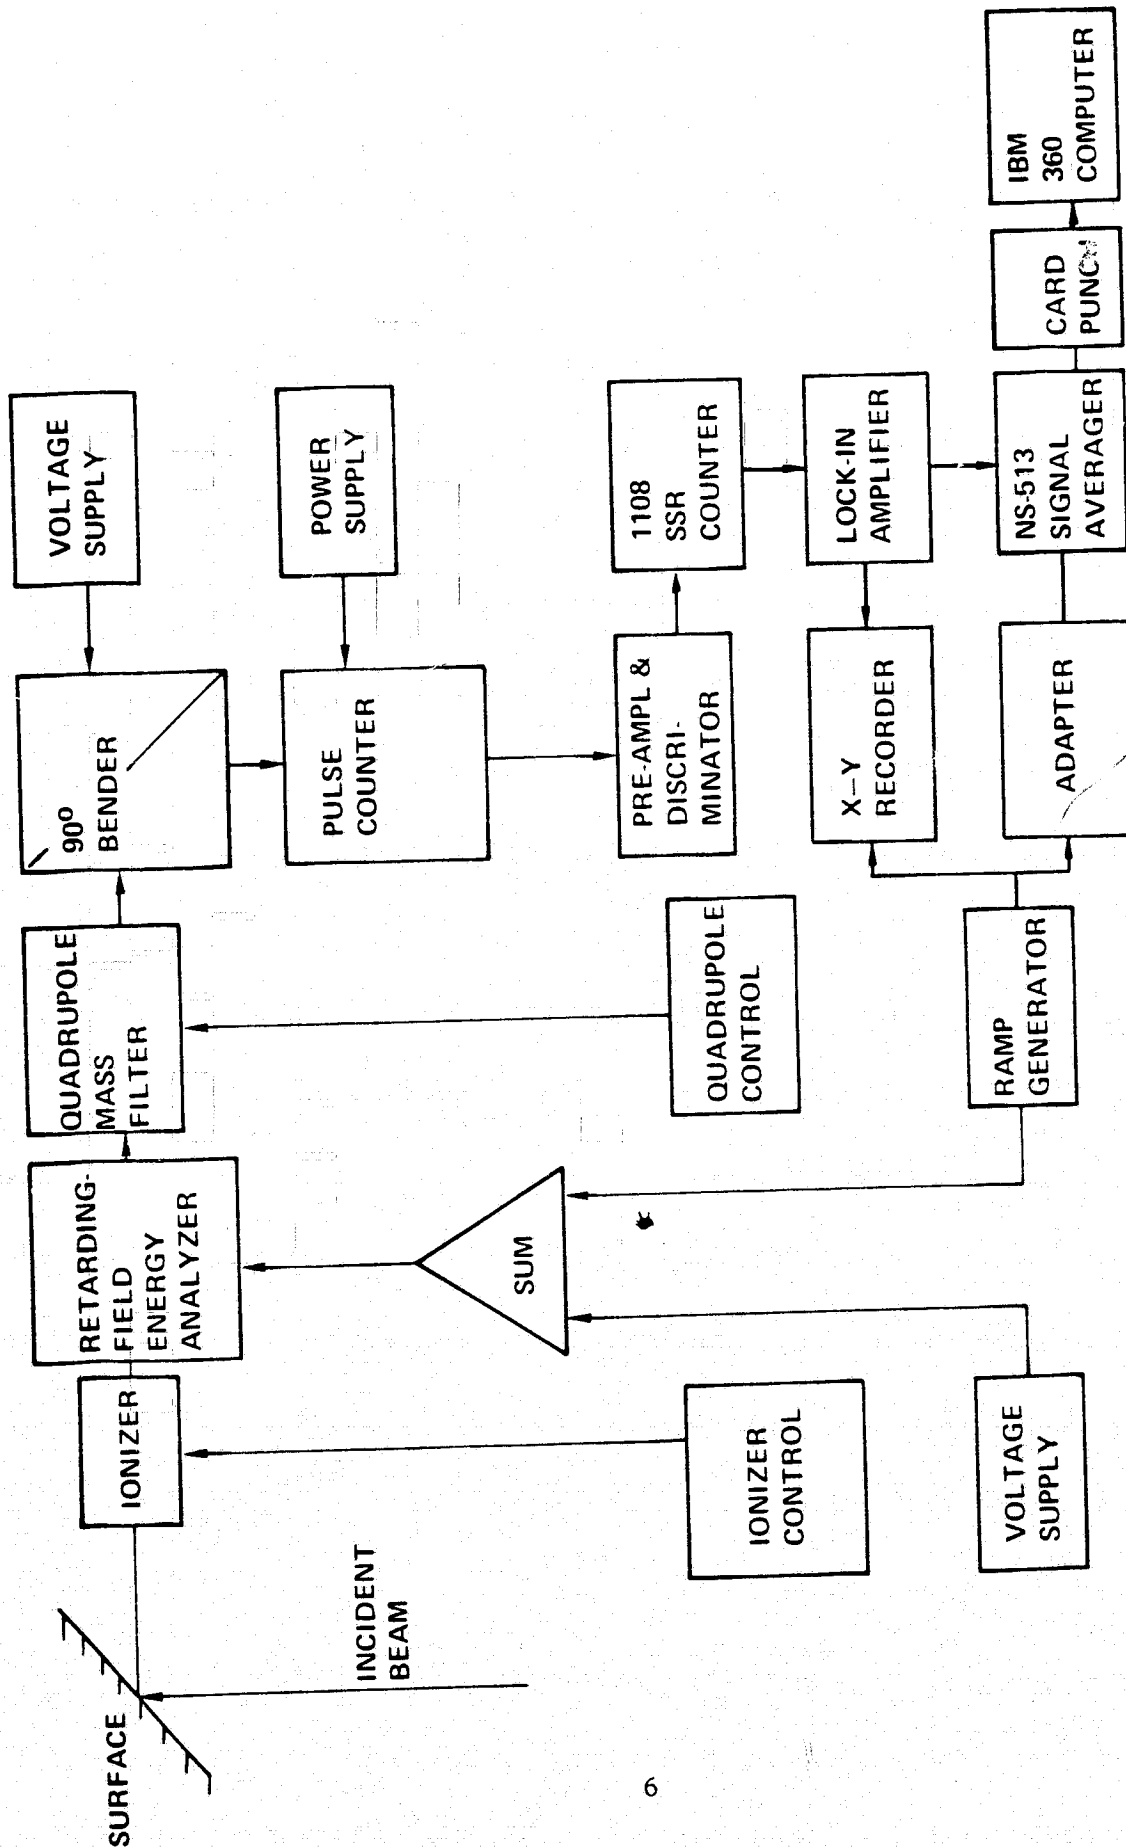 SURFACE
INCIDENT
BEAM
IONIZER
RETARDING-
FIELD
ENERGY
ANALYZER
QUADRUPOLE
MASS
FILTER
90º
BENDER
VOLTAGE
SUPPLY
PULSE
COUNTER
POWER
SUPPLY
SUM
IONIZER
CONTROL
QUADRUPOLE
CONTROL
PRE-AMPL &
DISCRI-
MINATOR
1108
SSR
COUNTER
X–Y
RECORDER
LOCK-IN
AMPLIFIER
VOLTAGE
SUPPLY
RAMP
GENERATOR
ADAPTER
NS-513
SIGNAL
AVERAGER
CARD
PUNCH
IBM
360
COMPUTER
6